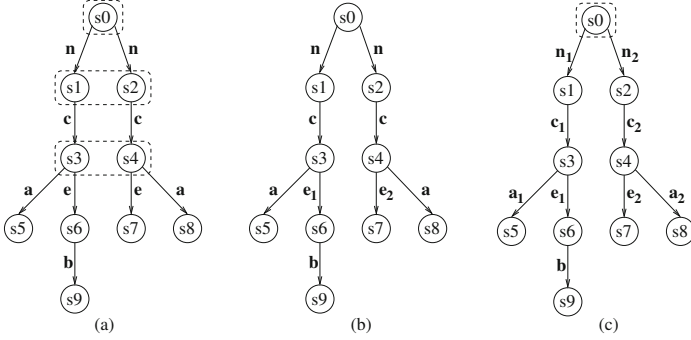 s0 s0 s0
n n n n n1 n2
s1 s2 s1 s2 s1 s2
c c c c c1 c2
s3 s4 s3 s4 s3 s4
a e e a a e1 e2 a a1 e1 e2 a2
s5 s6 s7 s8 s5 s6 s7 s8 s5 s6 s7 s8
b b b
s9 s9 s9
(a) (b) (c)